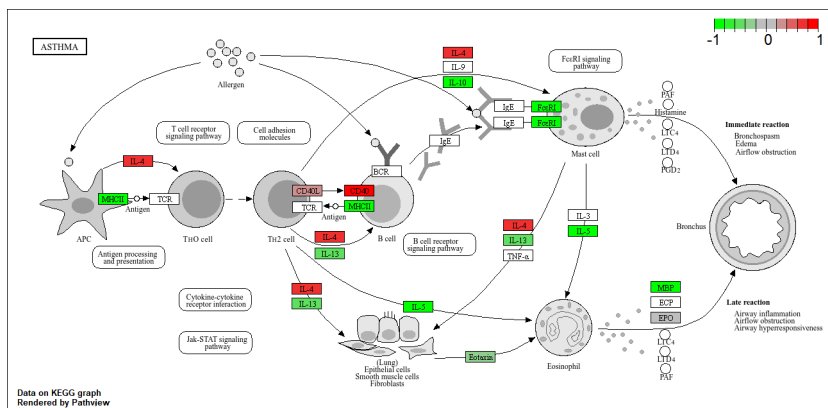 ASTHMA
-1 0 1
Allergen
IL-4
IL-9
IL-10
FcεRI signaling
pathway
T cell receptor
signaling pathway
Cell adhesion
molecules
IL-4
MHCII
Antigen
TCR
APC
TH0 cell
Antigen processing
and presentation
TH2 cell
CD40L
CD40
TCR
MHCII
Antigen
BCR
B cell
IgE
IgE
FcεRI
IgE
FcεRI
Mast cell
PAF
Histamine
LTC4
LTD4
PGD2
Immediate reaction
Bronchospasm
Edema
Airflow obstruction
Bronchus
IL-4
IL-13
B cell receptor
signaling pathway
IL-4
IL-13
TNF-α
IL-3
IL-5
Cytokine-cytokine
receptor interaction
IL-4
IL-13
IL-5
Jak-STAT signaling
pathway
(Lung)
Epithelial cells
Smooth muscle cells
Fibroblasts
Eotaxin
Eosinophil
MBP
ECP
EPO
LTC4
LTD4
PAF
Late reaction
Airway inflammation
Airflow obstruction
Airway hyperresponsiveness
Data on KEGG graph
Rendered by Pathview